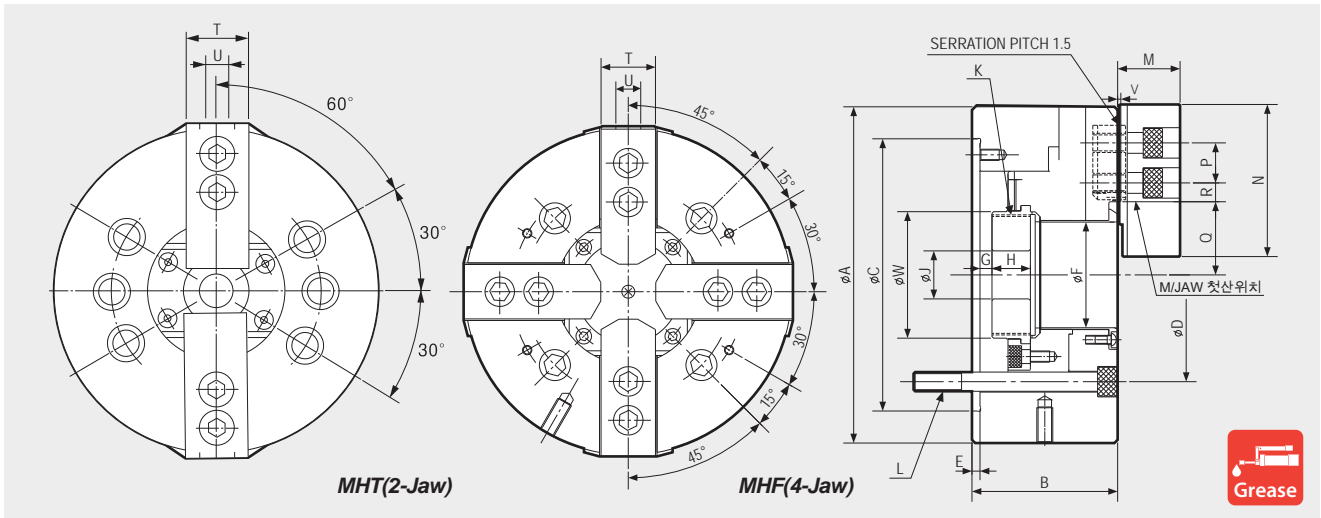 T
U
60°
30°
30°
MHT(2-Jaw)
T
U
45°
15°
30°
30°
15°
45°
MHF(4-Jaw)
SERRATION PITCH 1.5
K
M
V
P
R
N
Q
G
H
øA
øC
øW
øJ
øF
øD
M/JAW 첫산위치
E
L
B
Grease